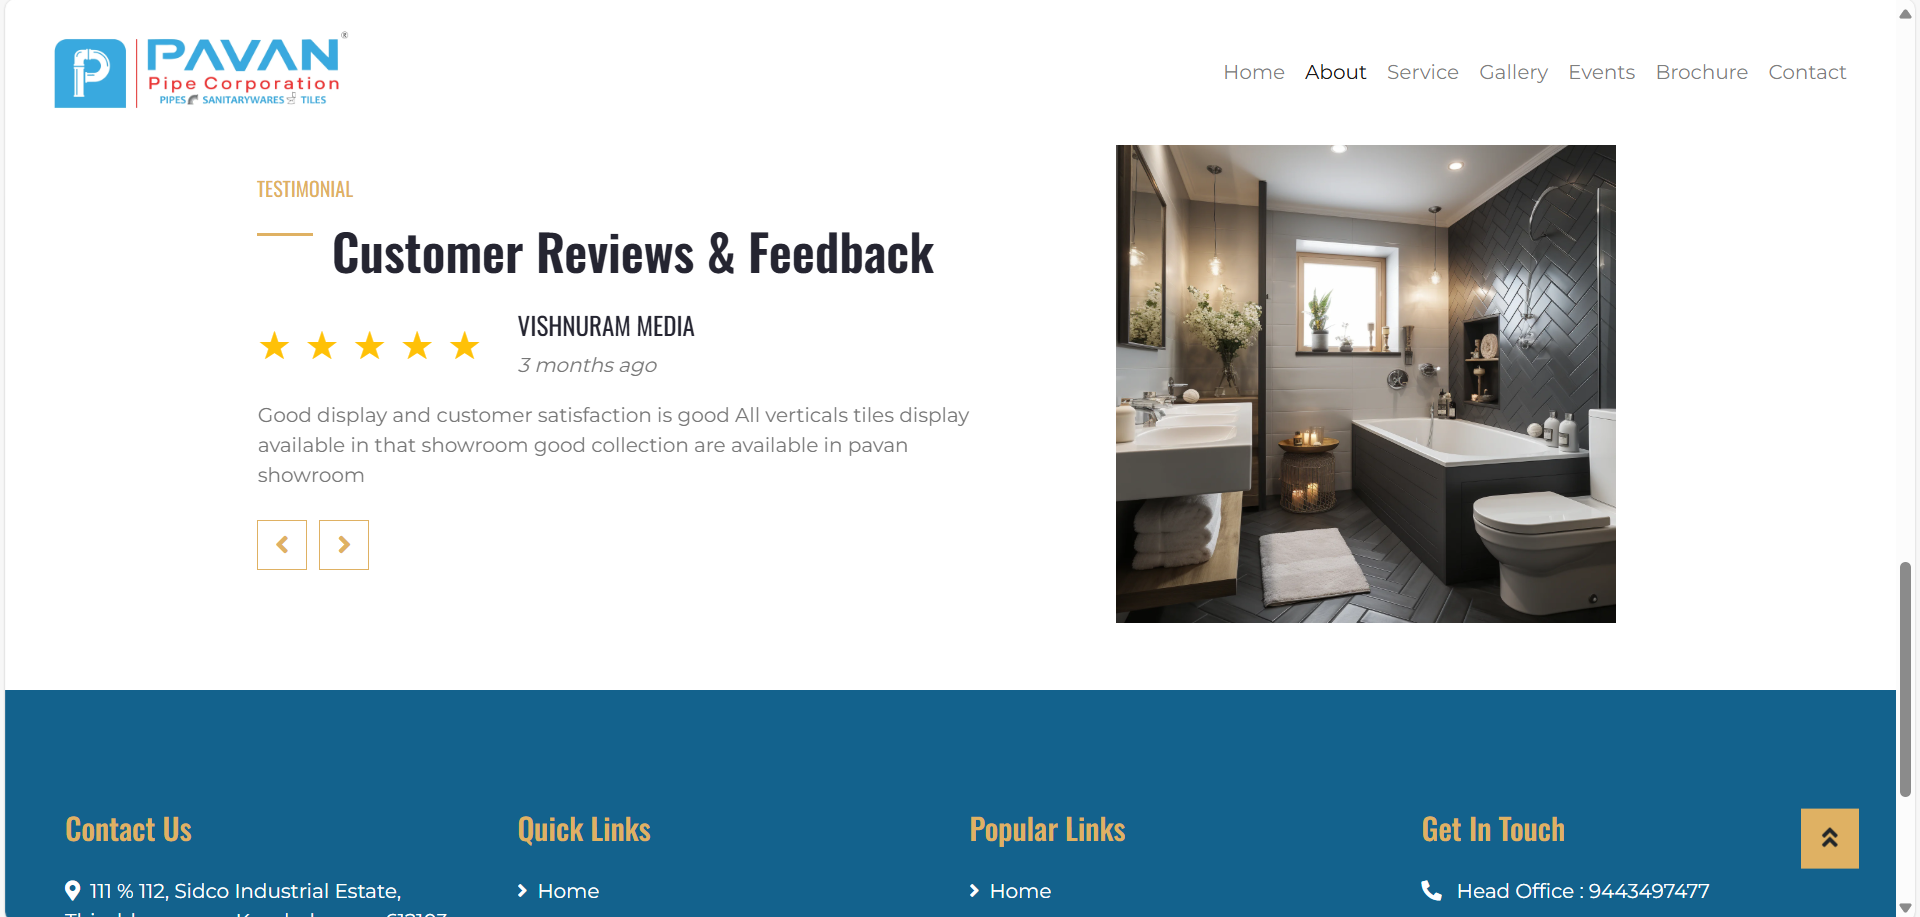 PAVAN®
Pipe Corporation
PIPES SANITARYWARES TILES
Home About Service Gallery Events Brochure Contact
TESTIMONIAL
Customer Reviews & Feedback
VISHNURAM MEDIA
3 months ago
Good display and customer satisfaction is good All verticals tiles display
available in that showroom good collection are available in pavan
showroom
Contact Us
111 % 112, Sidco Industrial Estate,
Quick Links
Home
Popular Links
Home
Get In Touch
Head Office : 9443497477